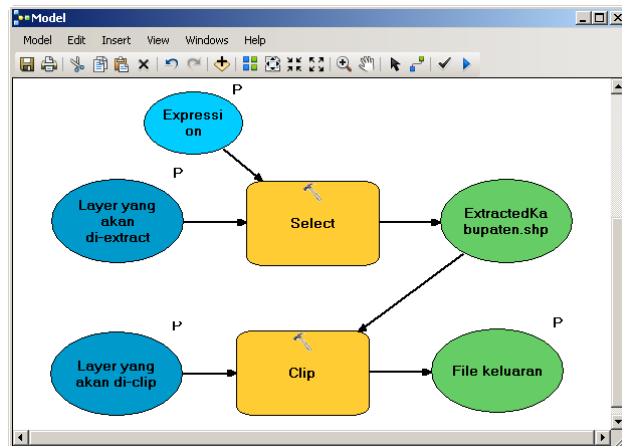 Model
Model Edit Insert View Windows Help
P
Expressi
on
P
Layer yang
akan
di-extract
Select
ExtractedKa
bupaten.shp
P
Layer yang
akan di-clip
Clip
P
File keluaran